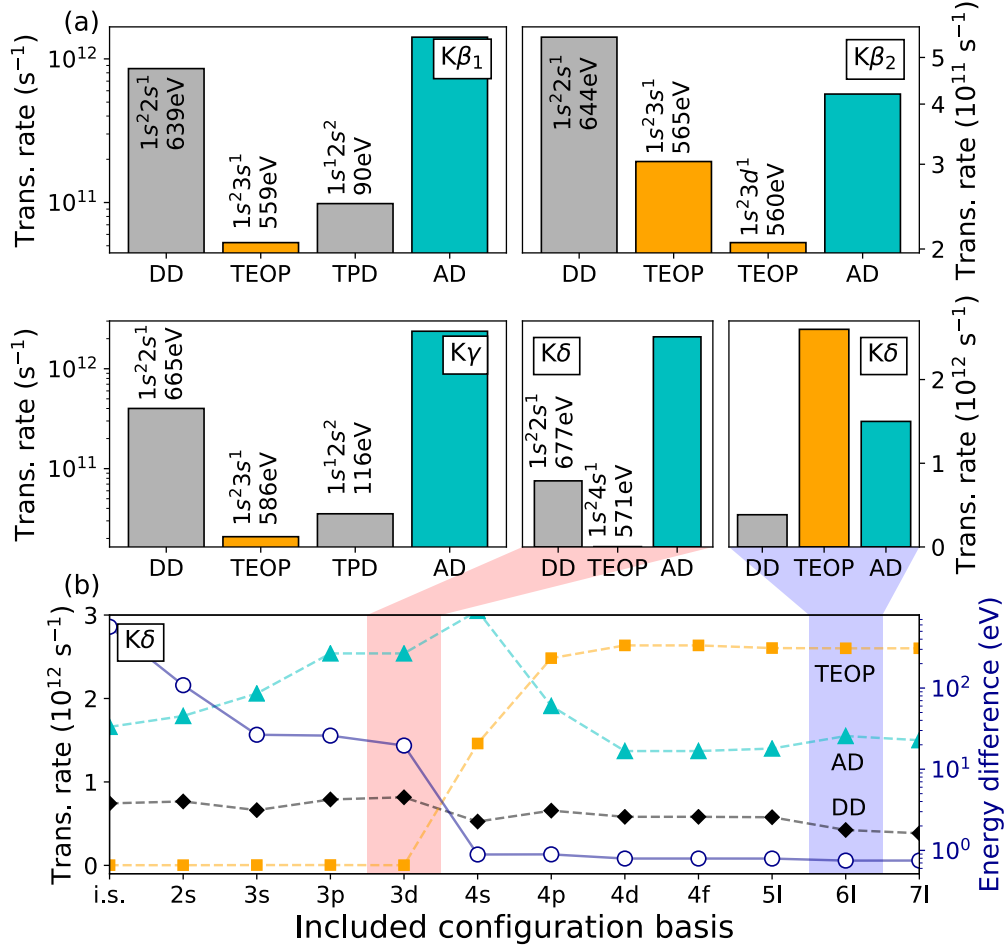 (a)
Trans. rate (s⁻¹)
10¹²
10¹¹
Kβ₁
1s²2s¹
639eV
1s²3s¹
559eV
1s¹2s²
90eV
DD TEOP TPD AD
Kβ₂
1s²2s¹
644eV
1s²3s¹
565eV
1s²3d¹
560eV
DD TEOP TEOP AD
5
4
3
2
Trans. rate (10¹¹ s⁻¹)
Trans. rate (s⁻¹)
10¹²
10¹¹
Kγ
1s²2s¹
665eV
1s²3s¹
586eV
1s¹2s²
116eV
DD TEOP TPD AD
Kδ
1s²2s¹
677eV
1s²4s¹
571eV
DD TEOP AD
Kδ
DD TEOP AD
2
1
0
Trans. rate (10¹² s⁻¹)
(b)
Trans. rate (10¹² s⁻¹)
3
2
1
0
Kδ
TEOP
AD
DD
10²
10¹
10⁰
Energy difference (eV)
i.s. 2s 3s 3p 3d 4s 4p 4d 4f 5l 6l 7l
Included configuration basis